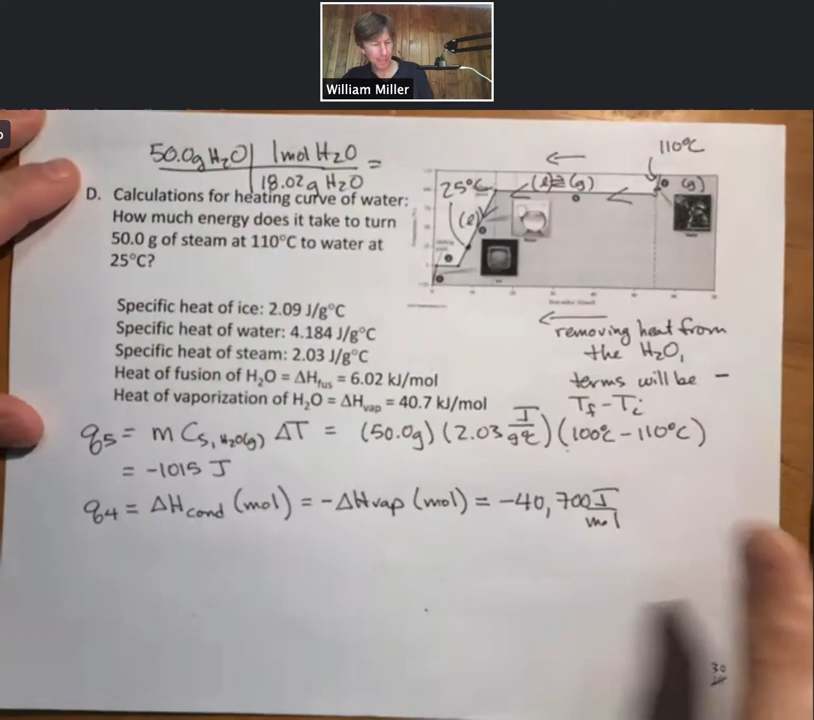 William Miller
50.0g H2O | 1mol H2O =
18.02g H2O
110°C
D. Calculations for heating curve of water:
How much energy does it take to turn
50.0 g of steam at 110°C to water at
25°C?
25°C
(l)⇌(g)
(g)
(l)
Specific heat of ice: 2.09 J/g°C
Specific heat of water: 4.184 J/g°C
Specific heat of steam: 2.03 J/g°C
Heat of fusion of H2O = ΔHfus = 6.02 kJ/mol
Heat of vaporization of H2O = ΔHvap = 40.7 kJ/mol
removing heat from
the H2O,
terms will be −
Tf − Ti
q5 = m Cs, H2O(g) ΔT = (50.0g) (2.03 J/g°C) (100°C − 110°C)
= −1015 J
q4 = ΔHcond (mol) = −ΔHvap (mol) = −40,700 J/mol
30